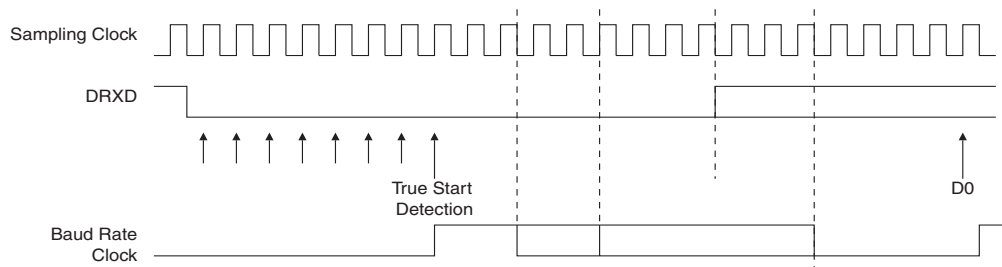 Sampling Clock
DRXD
True Start
Detection
D0
Baud Rate
Clock